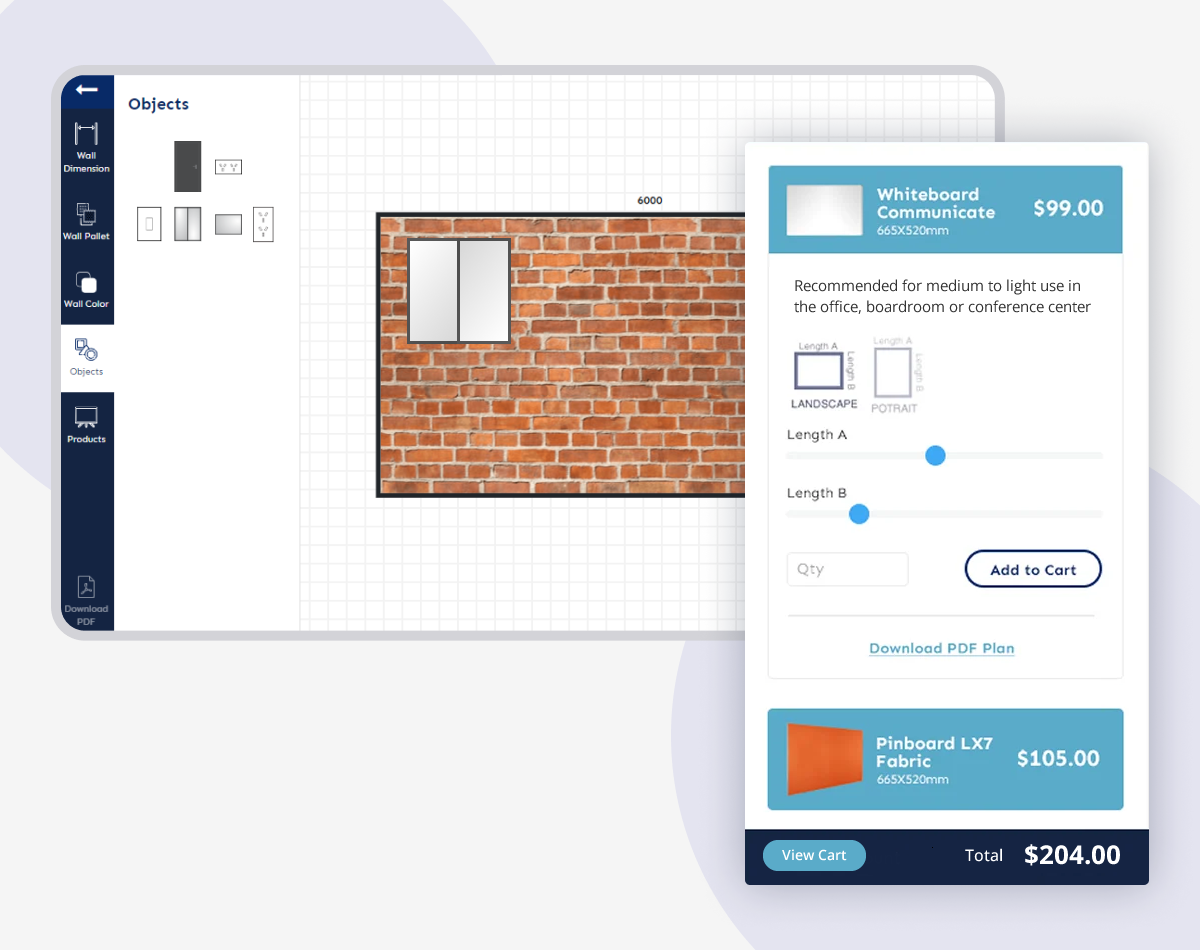 Objects
Wall
Dimension
Wall Pallet
Wall Color
Objects
Products
Download
PDF
6000
Whiteboard
Communicate
665X520mm
$99.00
Recommended for medium to light use in
the office, boardroom or conference center
Length A
Length B
LANDSCAPE
Length A
Length B
POTRAIT
Length A
Length B
Qty
Add to Cart
Download PDF Plan
Pinboard LX7
Fabric
665X520mm
$105.00
View Cart
Total
$204.00